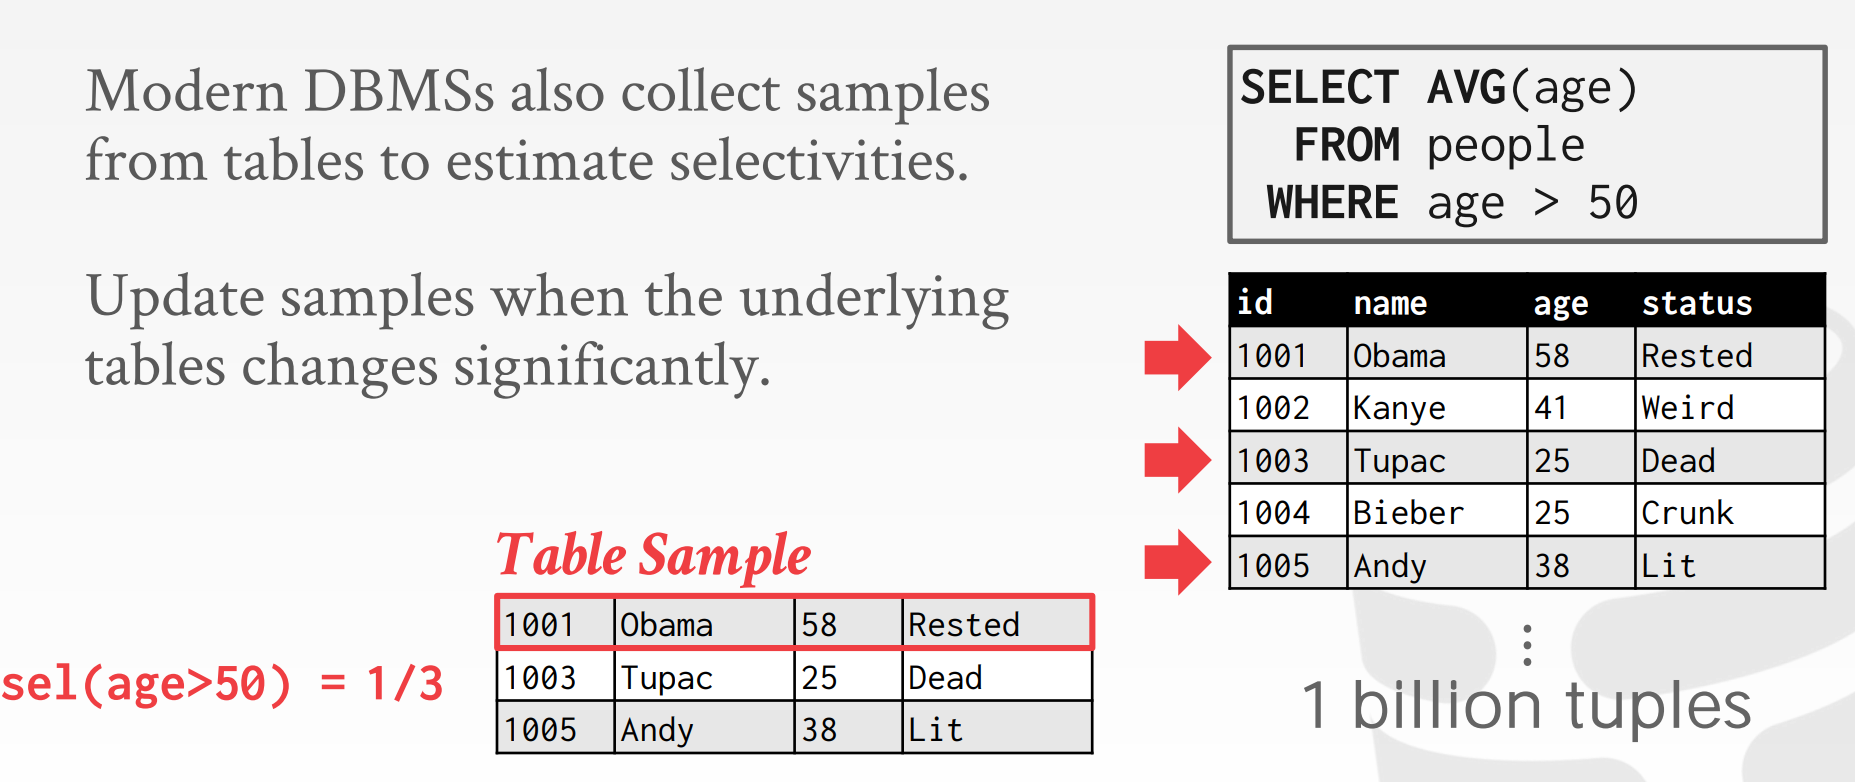 Modern DBMSs also collect samples
from tables to estimate selectivities.
Update samples when the underlying
tables changes significantly.
SELECT AVG(age)
FROM people
WHERE age > 50
id name age status
1001 Obama 58 Rested
1002 Kanye 41 Weird
1003 Tupac 25 Dead
1004 Bieber 25 Crunk
1005 Andy 38 Lit
⋮
1 billion tuples
Table Sample
1001 Obama 58 Rested
1003 Tupac 25 Dead
1005 Andy 38 Lit
sel(age>50) = 1/3